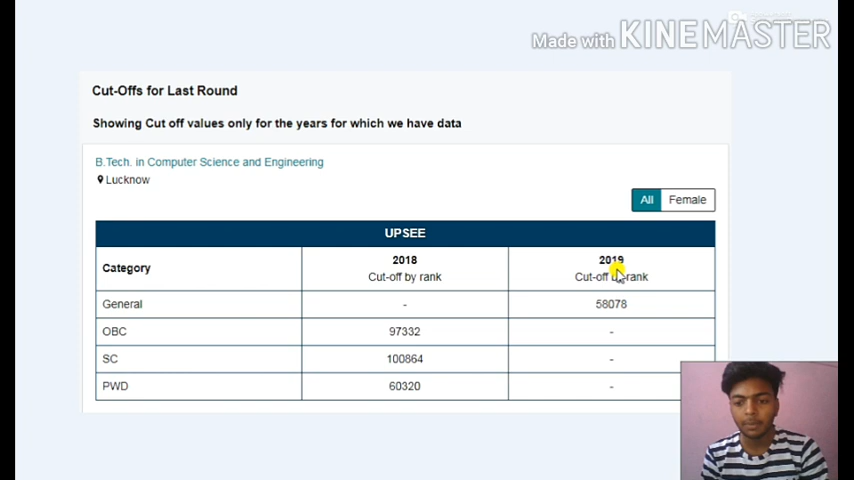 Made with KINEMASTER
Cut-Offs for Last Round
Showing Cut off values only for the years for which we have data
B.Tech. in Computer Science and Engineering
Lucknow
All Female
UPSEE
Category 2018 Cut-off by rank 2019 Cut-off by rank
General - 58078
OBC 97332 -
SC 100864 -
PWD 60320 -